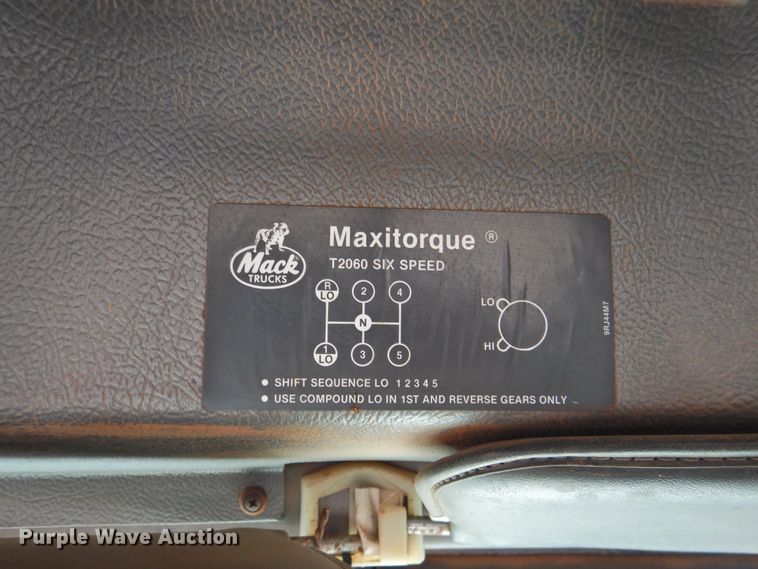 Maxitorque ®
T2060 SIX SPEED
Mack ®
TRUCKS
R 2 4
LO
N
1 3 5
LO
LO
HI
9RJ44M7
• SHIFT SEQUENCE LO 1 2 3 4 5
• USE COMPOUND LO IN 1ST AND REVERSE GEARS ONLY
Purple Wave Auction®